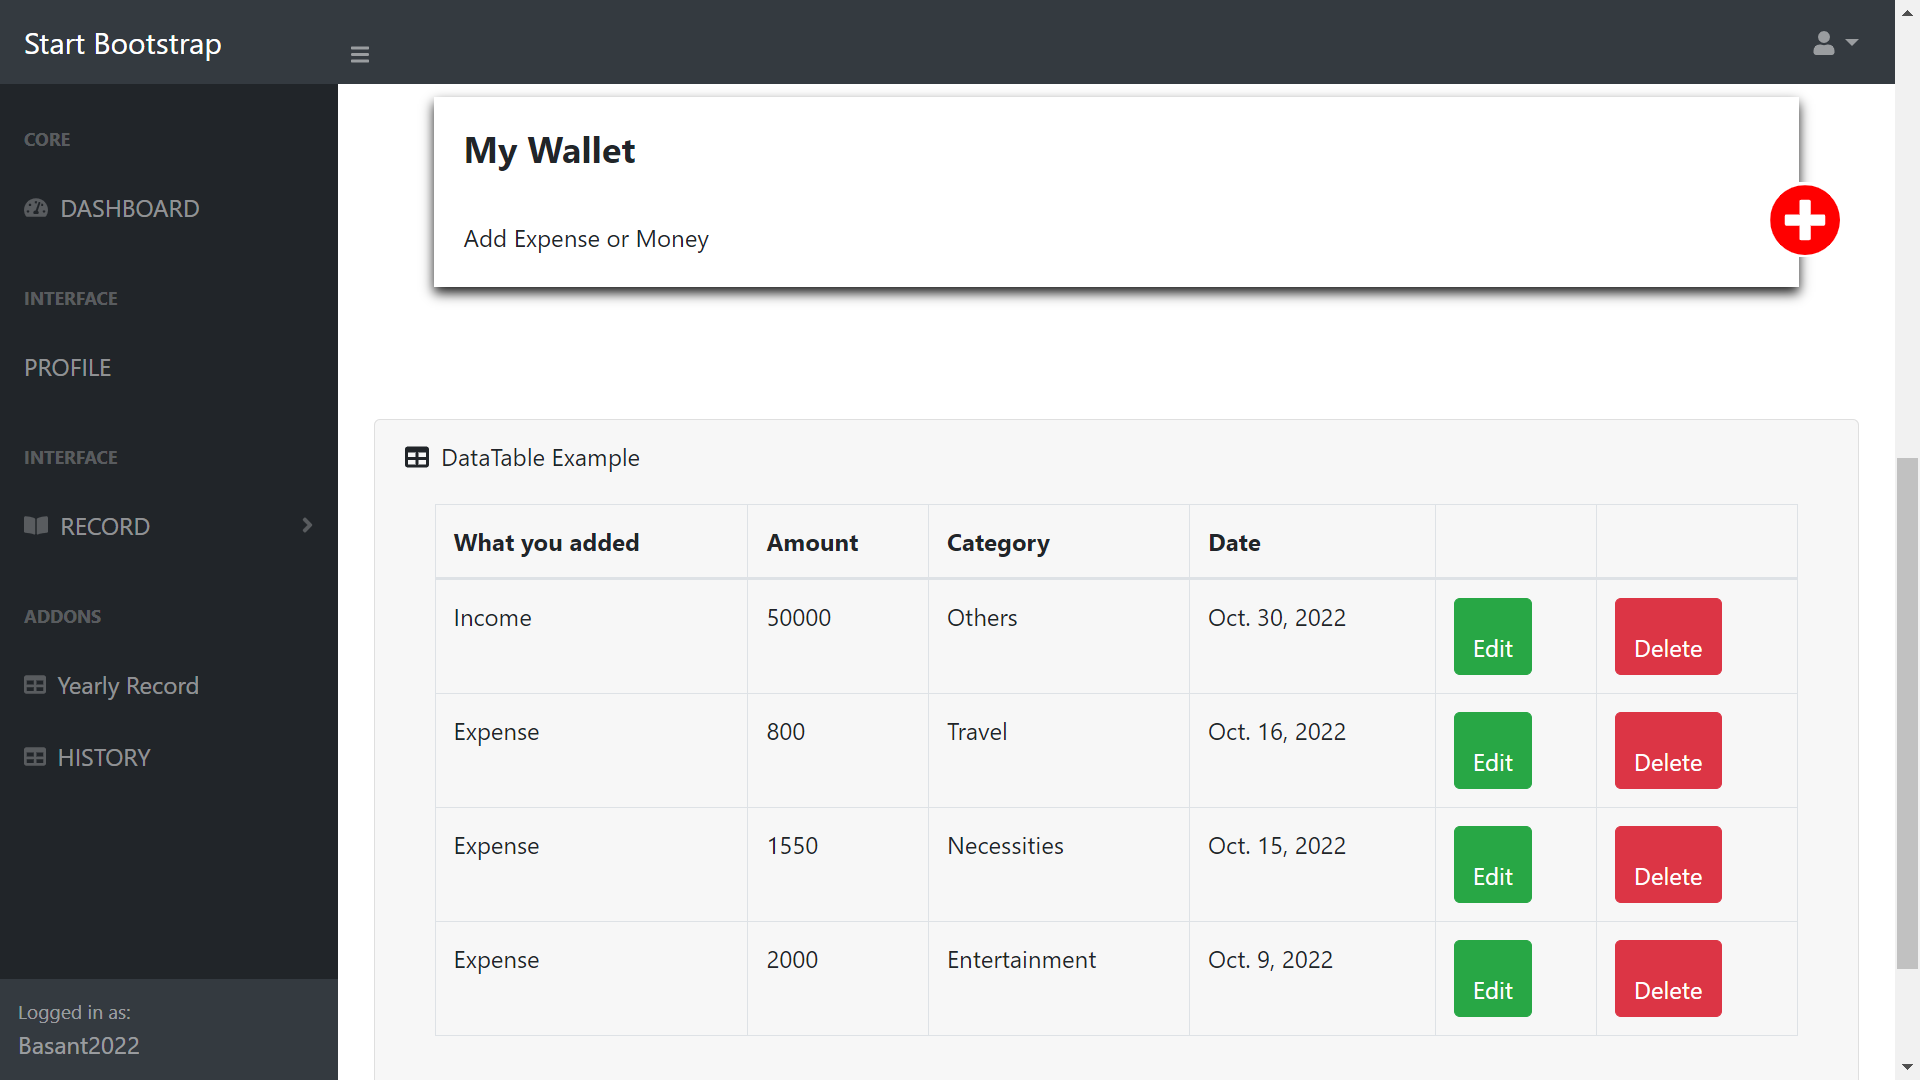 Start Bootstrap
CORE
DASHBOARD
INTERFACE
PROFILE
INTERFACE
RECORD
ADDONS
Yearly Record
HISTORY
Logged in as:
Basant2022
My Wallet
Add Expense or Money
DataTable Example
What you added Amount Category Date
Income 50000 Others Oct. 30, 2022 Edit Delete
Expense 800 Travel Oct. 16, 2022 Edit Delete
Expense 1550 Necessities Oct. 15, 2022 Edit Delete
Expense 2000 Entertainment Oct. 9, 2022 Edit Delete